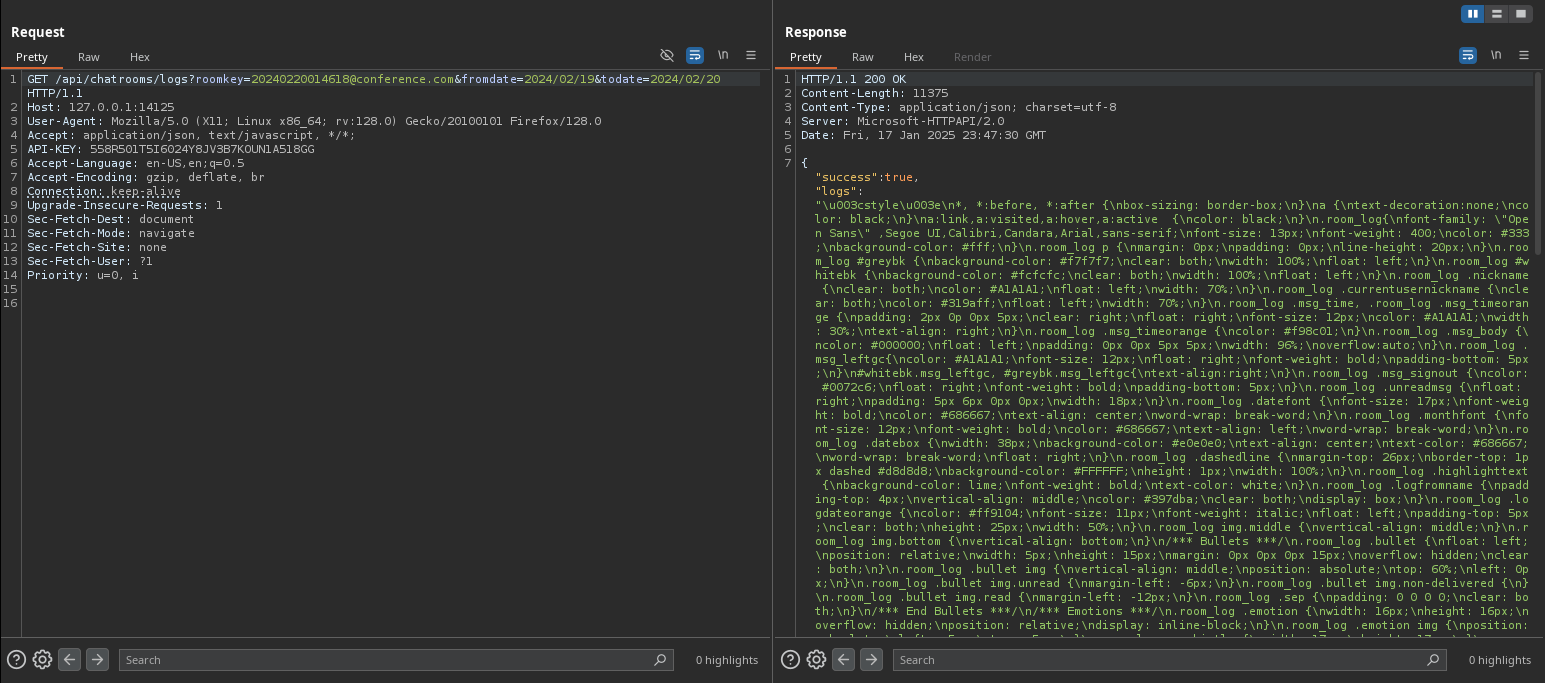 Request
Pretty Raw Hex \n
1 GET /api/chatrooms/logs?roomkey=20240220014618@conference.com&fromdate=2024/02/19&todate=2024/02/20
HTTP/1.1
2 Host: 127.0.0.1:14125
3 User-Agent: Mozilla/5.0 (X11; Linux x86_64; rv:128.0) Gecko/20100101 Firefox/128.0
4 Accept: application/json, text/javascript, */*;
5 API-KEY: 558R501T5I6024Y8JV3B7KOUN1A518GG
6 Accept-Language: en-US,en;q=0.5
7 Accept-Encoding: gzip, deflate, br
8 Connection: keep-alive
9 Upgrade-Insecure-Requests: 1
10 Sec-Fetch-Dest: document
11 Sec-Fetch-Mode: navigate
12 Sec-Fetch-Site: none
13 Sec-Fetch-User: ?1
14 Priority: u=0, i
15
16
Search
0 highlights
Response
Pretty Raw Hex Render \n
1 HTTP/1.1 200 OK
2 Content-Length: 11375
3 Content-Type: application/json; charset=utf-8
4 Server: Microsoft-HTTPAPI/2.0
5 Date: Fri, 17 Jan 2025 23:47:30 GMT
6
7 {
"success":true,
"logs":
"\u003cstyle\u003e\n*, *:before, *:after {\nbox-sizing: border-box;\n}\na {\ntext-decoration:none;\nco
lor: black;\n}\na:link,a:visited,a:hover,a:active  {\ncolor: black;\n}\n.room_log{\nfont-family: \"Ope
n Sans\" ,Segoe UI,Calibri,Candara,Arial,sans-serif;\nfont-size: 13px;\nfont-weight: 400;\ncolor: #333
;\nbackground-color: #fff;\n}\n.room_log p {\nmargin: 0px;\npadding: 0px;\nline-height: 20px;\n}\n.roo
m_log #greybk {\nbackground-color: #f7f7f7;\nclear: both;\nwidth: 100%;\nfloat: left;\n}\n.room_log #w
hitebk {\nbackground-color: #fcfcfc;\nclear: both;\nwidth: 100%;\nfloat: left;\n}\n.room_log .nickname
 {\nclear: both;\ncolor: #A1A1A1;\nfloat: left;\nwidth: 70%;\n}\n.room_log .currentusernickname {\ncle
ar: both;\ncolor: #319aff;\nfloat: left;\nwidth: 70%;\n}\n.room_log .msg_time, .room_log .msg_timeoran
ge {\npadding: 2px 0p 0px 5px;\nclear: right;\nfloat: right;\nfont-size: 12px;\ncolor: #A1A1A1;\nwidth
: 30%;\ntext-align: right;\n}\n.room_log .msg_timeorange {\ncolor: #f98c01;\n}\n.room_log .msg_body {\
ncolor: #000000;\nfloat: left;\npadding: 0px 0px 5px 5px;\nwidth: 96%;\noverflow:auto;\n}\n.room_log .
msg_leftgc{\ncolor: #A1A1A1;\nfont-size: 12px;\nfloat: right;\nfont-weight: bold;\npadding-bottom: 5px
;\n}\n#whitebk.msg_leftgc, #greybk.msg_leftgc{\ntext-align:right;\n}\n.room_log .msg_signout {\ncolor:
 #0072c6;\nfloat: right;\nfont-weight: bold;\npadding-bottom: 5px;\n}\n.room_log .unreadmsg {\nfloat:
right;\npadding: 5px 6px 0px 0px;\nwidth: 18px;\n}\n.room_log .datefont {\nfont-size: 17px;\nfont-weig
ht: bold;\ncolor: #686667;\ntext-align: center;\nword-wrap: break-word;\n}\n.room_log .monthfont {\nfo
nt-size: 12px;\nfont-weight: bold;\ncolor: #686667;\ntext-align: left;\nword-wrap: break-word;\n}\n.ro
om_log .datebox {\nwidth: 38px;\nbackground-color: #e0e0e0;\ntext-align: center;\ntext-color: #686667;
\nword-wrap: break-word;\nfloat: right;\n}\n.room_log .dashedline {\nmargin-top: 26px;\nborder-top: 1p
x dashed #d8d8d8;\nbackground-color: #FFFFFF;\nheight: 1px;\nwidth: 100%;\n}\n.room_log .highlighttext
 {\nbackground-color: lime;\nfont-weight: bold;\ntext-color: white;\n}\n.room_log .logfromname {\npadd
ing-top: 4px;\nvertical-align: middle;\ncolor: #397dba;\nclear: both;\ndisplay: box;\n}\n.room_log .lo
gdateorange {\ncolor: #ff9104;\nfont-size: 11px;\nfont-weight: italic;\nfloat: left;\npadding-top: 5px
;\nclear: both;\nheight: 25px;\nwidth: 50%;\n}\n.room_log img.middle {\nvertical-align: middle;\n}\n.r
oom_log img.bottom {\nvertical-align: bottom;\n}\n/*** Bullets ***/\n.room_log .bullet {\nfloat: left;
\nposition: relative;\nwidth: 5px;\nheight: 15px;\nmargin: 0px 0px 0px 15px;\noverflow: hidden;\nclear
: both;\n}\n.room_log .bullet img {\nvertical-align: middle;\nposition: absolute;\ntop: 60%;\nleft: 0p
x;\n}\n.room_log .bullet img.unread {\nmargin-left: -6px;\n}\n.room_log .bullet img.non-delivered {\n}
\n.room_log .bullet img.read {\nmargin-left: -12px;\n}\n.room_log .sep {\npadding: 0 0 0 0;\nclear: bo
th;\n}\n/*** End Bullets ***/\n/*** Emotions ***/\n.room_log .emotion {\nwidth: 16px;\nheight: 16px;\n
overflow: hidden;\nposition: relative;\ndisplay: inline-block;\n}\n.room_log .emotion img {\nposition:
Search
0 highlights